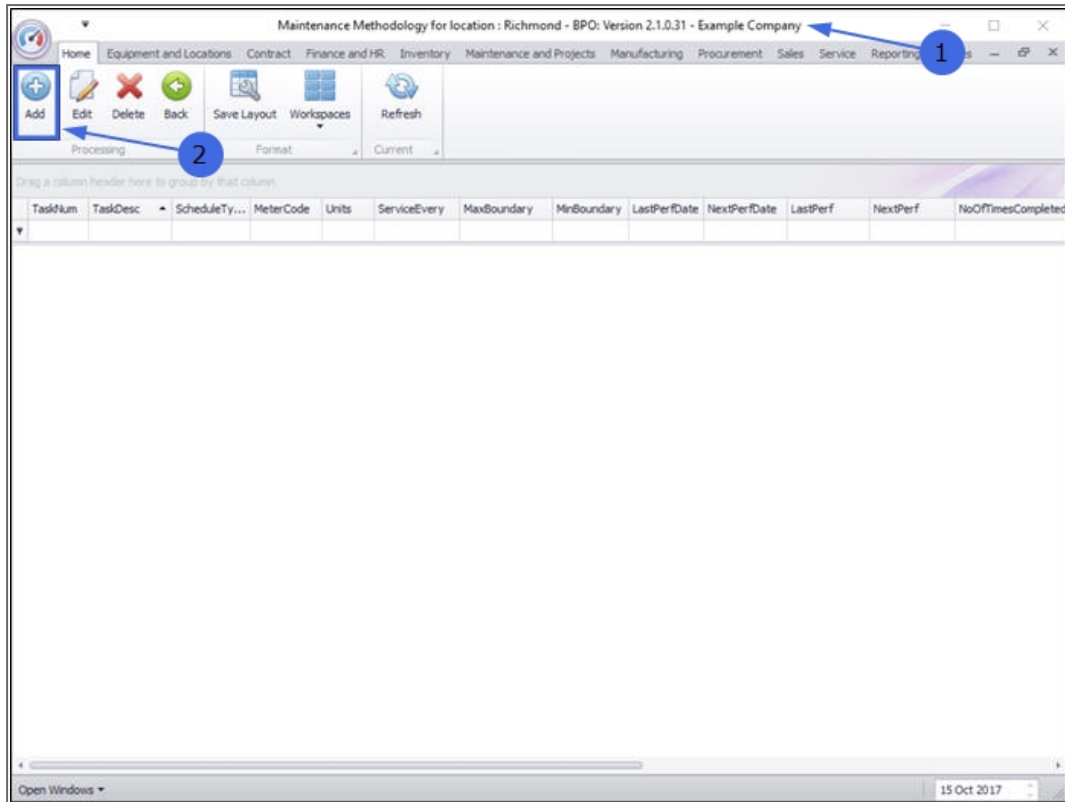 Maintenance Methodology for location : Richmond - BPO: Version 2.1.0.31 - Example Company
1
Home Equipment and Locations Contract Finance and HR Inventory Maintenance and Projects Manufacturing Procurement Sales Service Reporting
Add Edit Delete Back Save Layout Workspaces Refresh
2
Processing Format Current
Drag a column header here to group by that column
TaskNum TaskDesc ScheduleTy... MeterCode Units ServiceEvery MaxBoundary MinBoundary LastPerfDate NextPerfDate LastPerf NextPerf NoOfTimesCompleted
Open Windows 15 Oct 2017